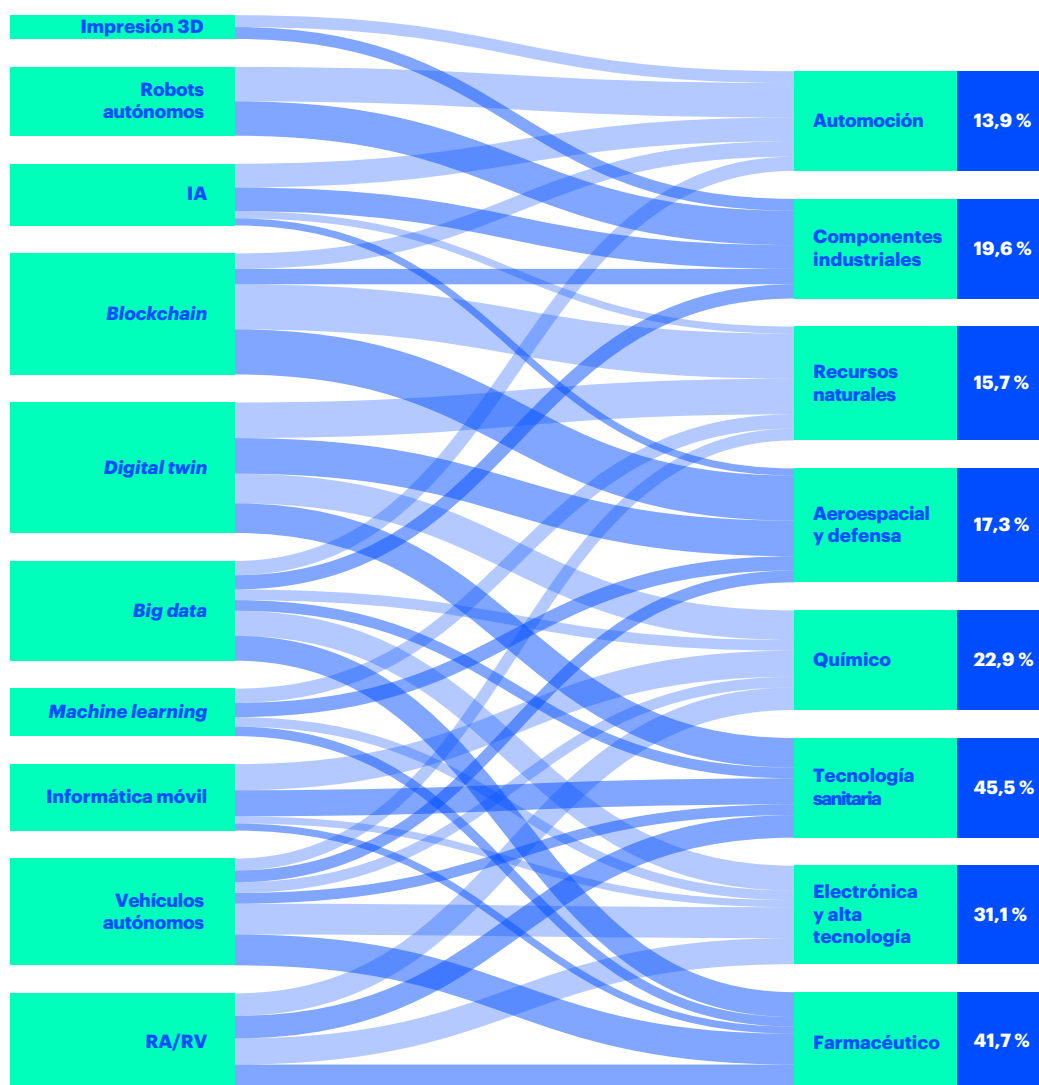 Impresión 3D
Robots
autónomos
IA
Blockchain
Digital twin
Big data
Machine learning
Informática móvil
Vehículos
autónomos
RA/RV
Automoción
13,9 %
Componentes
industriales
19,6 %
Recursos
naturales
15,7 %
Aeroespacial
y defensa
17,3 %
Químico
22,9 %
Tecnología
sanitaria
45,5 %
Electrónica
y alta
tecnología
31,1 %
Farmacéutico
41,7 %